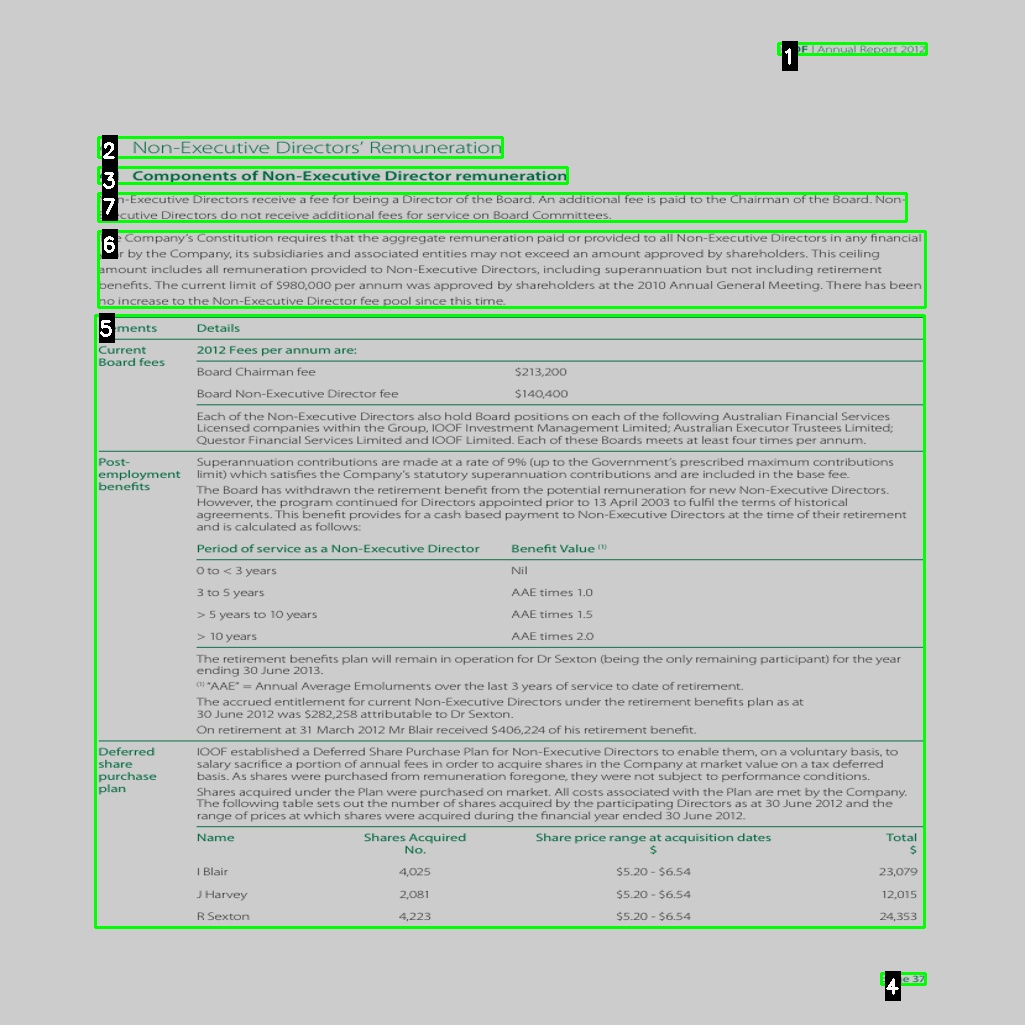 OF | Annual Report 2012
Non-Executive Directors' Remuneration
Components of Non-Executive Director remuneration
Directors receive a fee for being a Director of the Board. An additional fee is paid to the Chairman of the Board. Non-
Directors do not receive additional fees for service on Board Committees.
Company's Constitution requires that the aggregate remuneration paid or provided to all Non-Executive Directors in any financial
by the Company, its subsidiaries and associated entities may not exceed an amount approved by shareholders. This ceiling
amount includes all remuneration provided to Non-Executive Directors, including superannuation but not including retirement
benefits. The current limit of $980,000 per annum was approved by shareholders at the 2010 Annual General Meeting. There has been
no increase to the Non-Executive Director fee pool since this time.
Details
Current
Board fees
2012 Fees per annum are:
Board Chairman fee $213,200
Board Non-Executive Director fee $140,400
Each of the Non-Executive Directors also hold Board positions on each of the following Australian Financial Services
Licensed companies within the Group, IOOF Investment Management Limited; Australian Executor Trustees Limited;
Questor Financial Services Limited and IOOF Limited. Each of these Boards meets at least four times per annum.
Post-
employment
benefits
Superannuation contributions are made at a rate of 9% (up to the Government's prescribed maximum contributions
limit) which satisfies the Company's statutory superannuation contributions and are included in the base fee.
The Board has withdrawn the retirement benefit from the potential remuneration for new Non-Executive Directors.
However, the program continued for Directors appointed prior to 13 April 2003 to fulfil the terms of historical
agreements. This benefit provides for a cash based payment to Non-Executive Directors at the time of their retirement
and is calculated as follows:
Period of service as a Non-Executive Director Benefit Value (1)
0 to < 3 years Nil
3 to 5 years AAE times 1.0
> 5 years to 10 years AAE times 1.5
> 10 years AAE times 2.0
The retirement benefits plan will remain in operation for Dr Sexton (being the only remaining participant) for the year
ending 30 June 2013.
(1) "AAE" = Annual Average Emoluments over the last 3 years of service to date of retirement.
The accrued entitlement for current Non-Executive Directors under the retirement benefits plan as at
30 June 2012 was $282,258 attributable to Dr Sexton.
On retirement at 31 March 2012 Mr Blair received $406,224 of his retirement benefit.
Deferred
share
purchase
plan
IOOF established a Deferred Share Purchase Plan for Non-Executive Directors to enable them, on a voluntary basis, to
salary sacrifice a portion of annual fees in order to acquire shares in the Company at market value on a tax deferred
basis. As shares were purchased from remuneration foregone, they were not subject to performance conditions.
Shares acquired under the Plan were purchased on market. All costs associated with the Plan are met by the Company.
The following table sets out the number of shares acquired by the participating Directors as at 30 June 2012 and the
range of prices at which shares were acquired during the financial year ended 30 June 2012.
Name Shares Acquired Share price range at acquisition dates Total
No. $ $
I Blair 4,025 $5.20 - $6.54 23,079
J Harvey 2,081 $5.20 - $6.54 12,015
R Sexton 4,223 $5.20 - $6.54 24,353
37
1
2
3
7
6
5
4